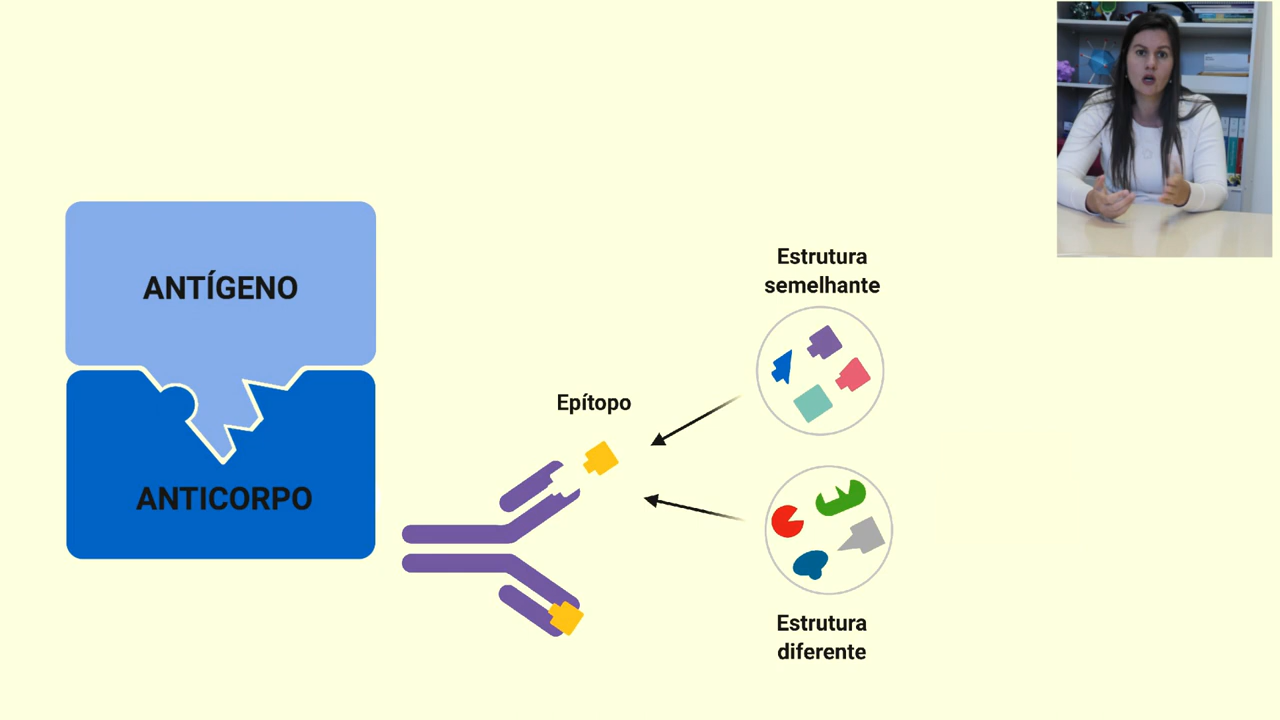 ANTÍGENO
ANTICORPO
Epítopo
Estrutura
semelhante
Estrutura
diferente